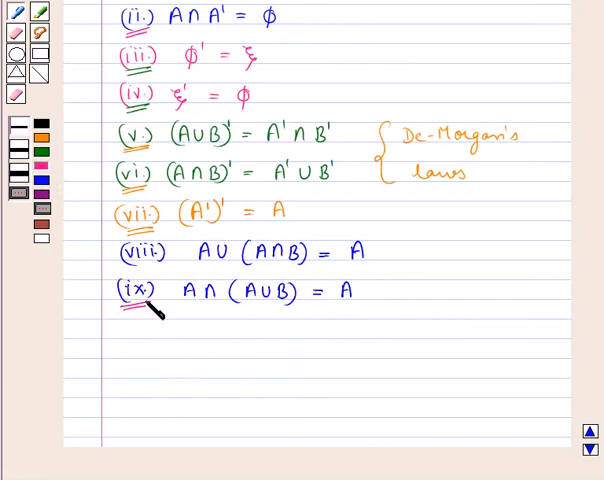 (ii.) A ∩ A' = ϕ
(iii.) ϕ' = ξ
(iv.) ξ' = ϕ
(v.) (A∪B)' = A' ∩ B' { De-Morgan's
(vi.) (A∩B)' = A' ∪ B' laws
(vii.) (A')' = A
(viii.) A∪ (A∩B) = A
(ix.) A∩ (A∪B) = A